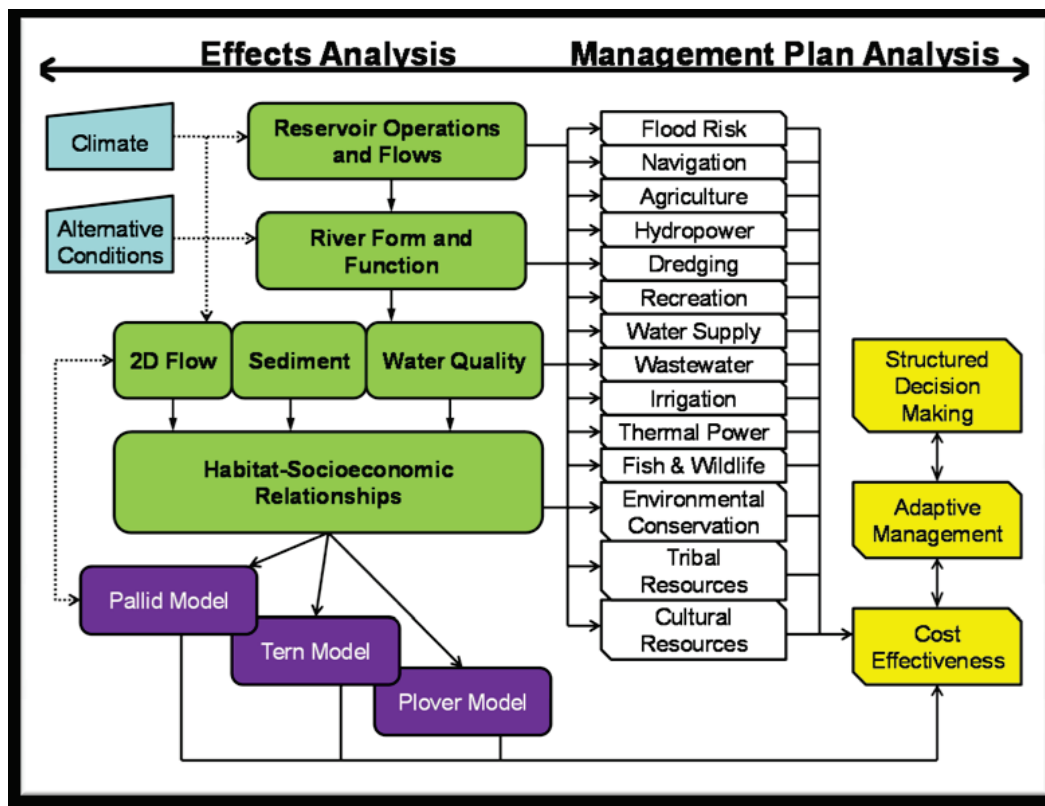 Effects Analysis
Management Plan Analysis
Climate
Alternative
Conditions
Reservoir Operations
and Flows
River Form and
Function
2D Flow
Sediment
Water Quality
Habitat-Socioeconomic
Relationships
Pallid Model
Tern Model
Plover Model
Flood Risk
Navigation
Agriculture
Hydropower
Dredging
Recreation
Water Supply
Wastewater
Irrigation
Thermal Power
Fish & Wildlife
Environmental
Conservation
Tribal
Resources
Cultural
Resources
Structured
Decision
Making
Adaptive
Management
Cost
Effectiveness